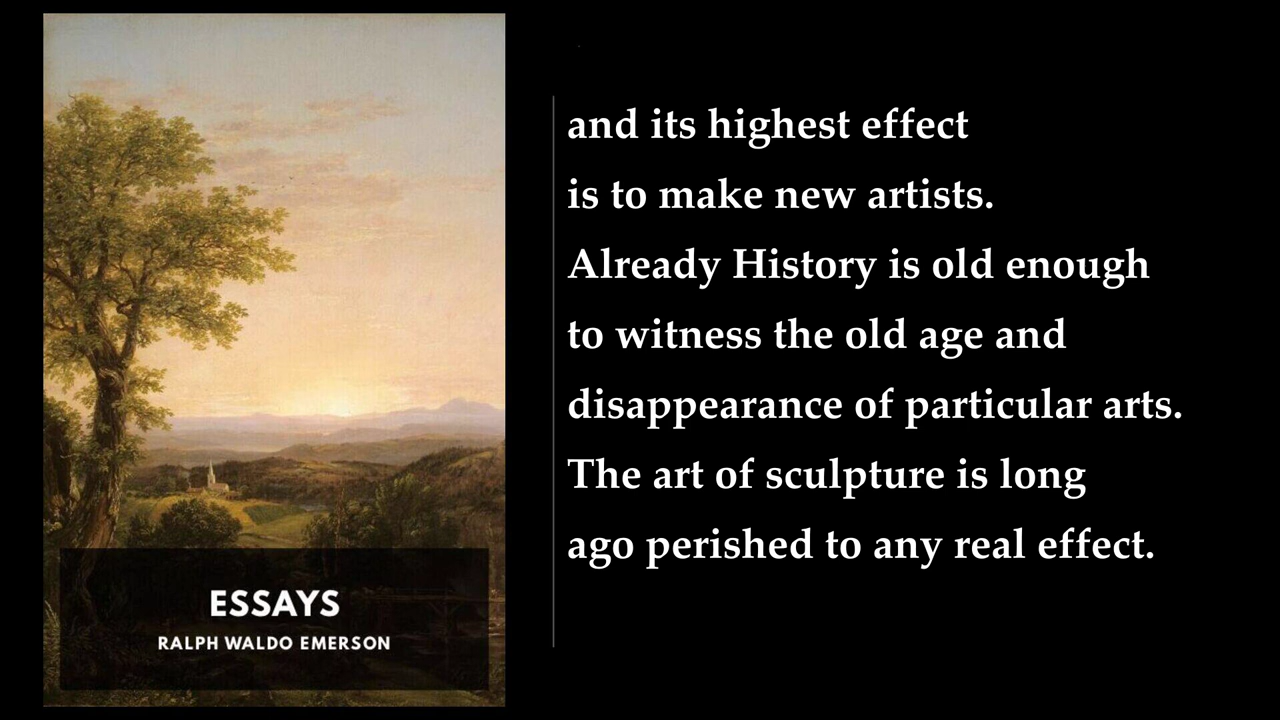 ESSAYS
RALPH WALDO EMERSON
and its highest effect
is to make new artists.
Already History is old enough
to witness the old age and
disappearance of particular arts.
The art of sculpture is long
ago perished to any real effect.